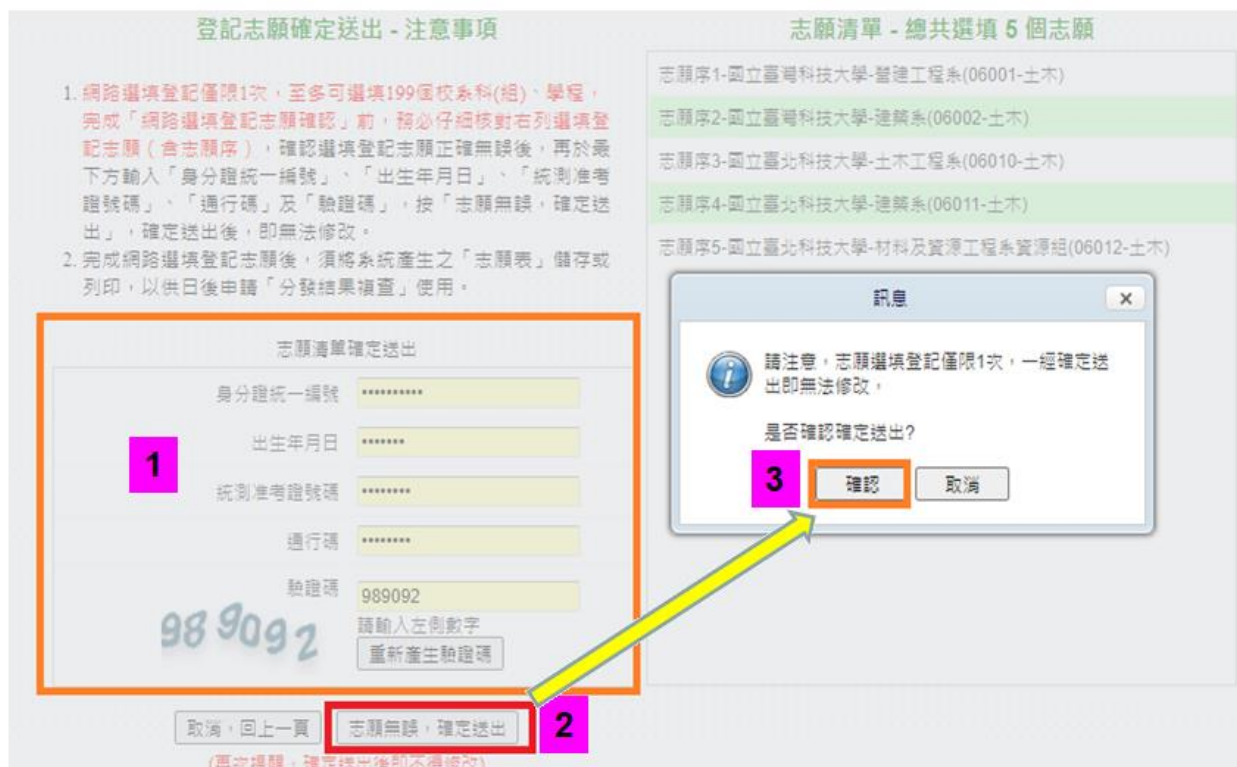 登記志願確定送出 - 注意事項
1. 網路選填登記僅限1次，至多可選填199個校系科(組)、學程，
完成「網路選填登記志願確認」前，務必仔細核對右列選填登
記志願（含志願序），確認選填登記志願正確無誤後，再於最
下方輸入「身分證統一編號」、「出生年月日」、「統測准考
證號碼」、「通行碼」及「驗證碼」，按「志願無誤，確定送
出」，確定送出後，即無法修改。
2. 完成網路選填登記志願後，須將系統產生之「志願表」儲存或
列印，以供日後申請「分發結果複查」使用。
志願清單確定送出
身分證統一編號 ••••••••••
出生年月日 •••••••
1
統測准考證號碼 ••••••••
通行碼 ••••••••
驗證碼 989092
989092 請輸入左側數字
重新產生驗證碼
取消，回上一頁 志願無誤，確定送出 2
(再次提醒，確定送出後即不得修改)
志願清單 - 總共選填 5 個志願
志願序1-國立臺灣科技大學-營建工程系(06001-土木)
志願序2-國立臺灣科技大學-建築系(06002-土木)
志願序3-國立臺北科技大學-土木工程系(06010-土木)
志願序4-國立臺北科技大學-建築系(06011-土木)
志願序5-國立臺北科技大學-材料及資源工程系資源組(06012-土木)
訊息 ×
請注意，志願選填登記僅限1次，一經確定送
出即無法修改，
是否確認確定送出?
3 確認 取消